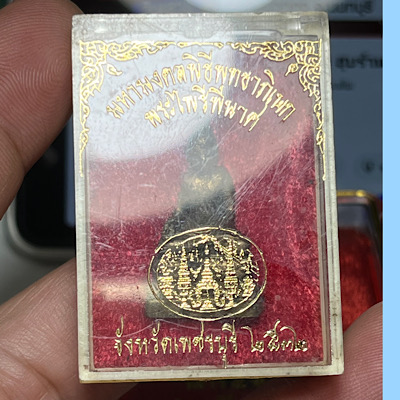 มหามงคลพิธีพุทธาภิเษก
พระไพรีพินาศ
จังหวัดเพชรบุรี ๒๕๓๒